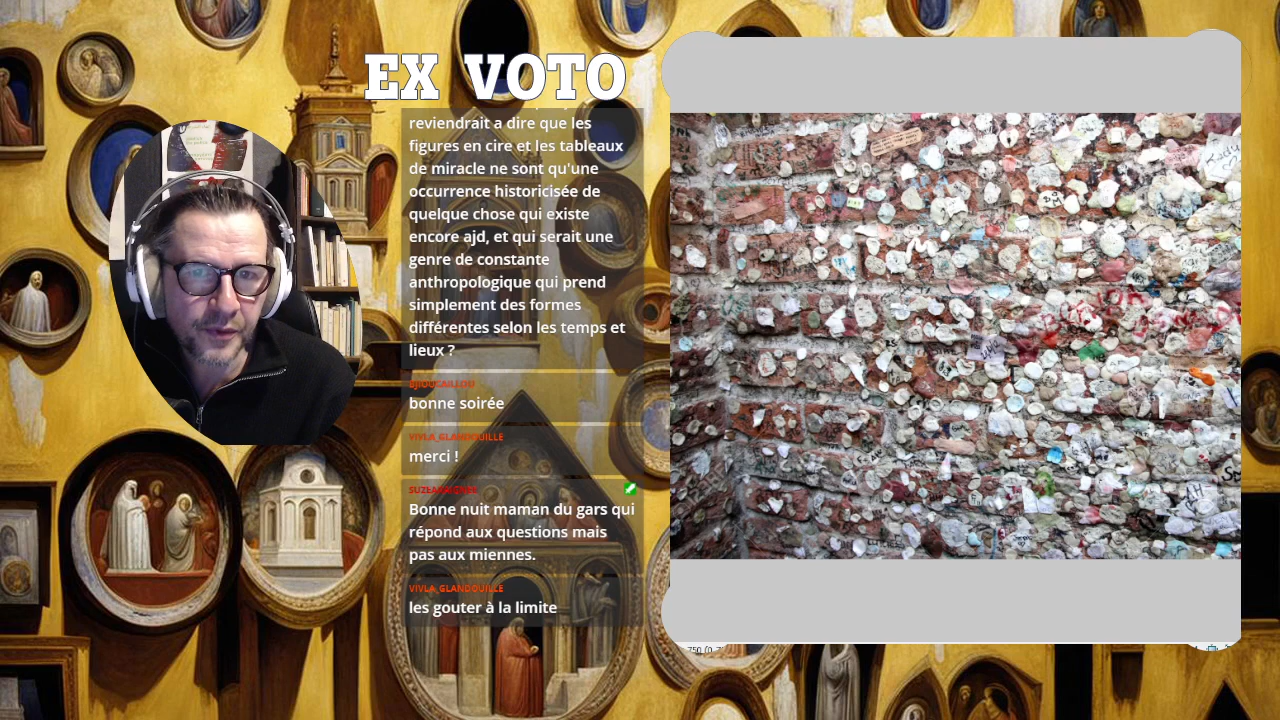 EX VOTO
reviendrait a dire que les
figures en cire et les tableaux
de miracle ne sont qu'une
occurrence historicisée de
quelque chose qui existe
encore ajd, et qui serait une
genre de constante
anthropologique qui prend
simplement des formes
différentes selon les temps et
lieux ?
bonne soirée
VIVLA_GLANDOUILLE
merci !
Bonne nuit maman du gars qui
répond aux questions mais
pas aux miennes.
VIVLA_GLANDOUILLE
les gouter à la limite